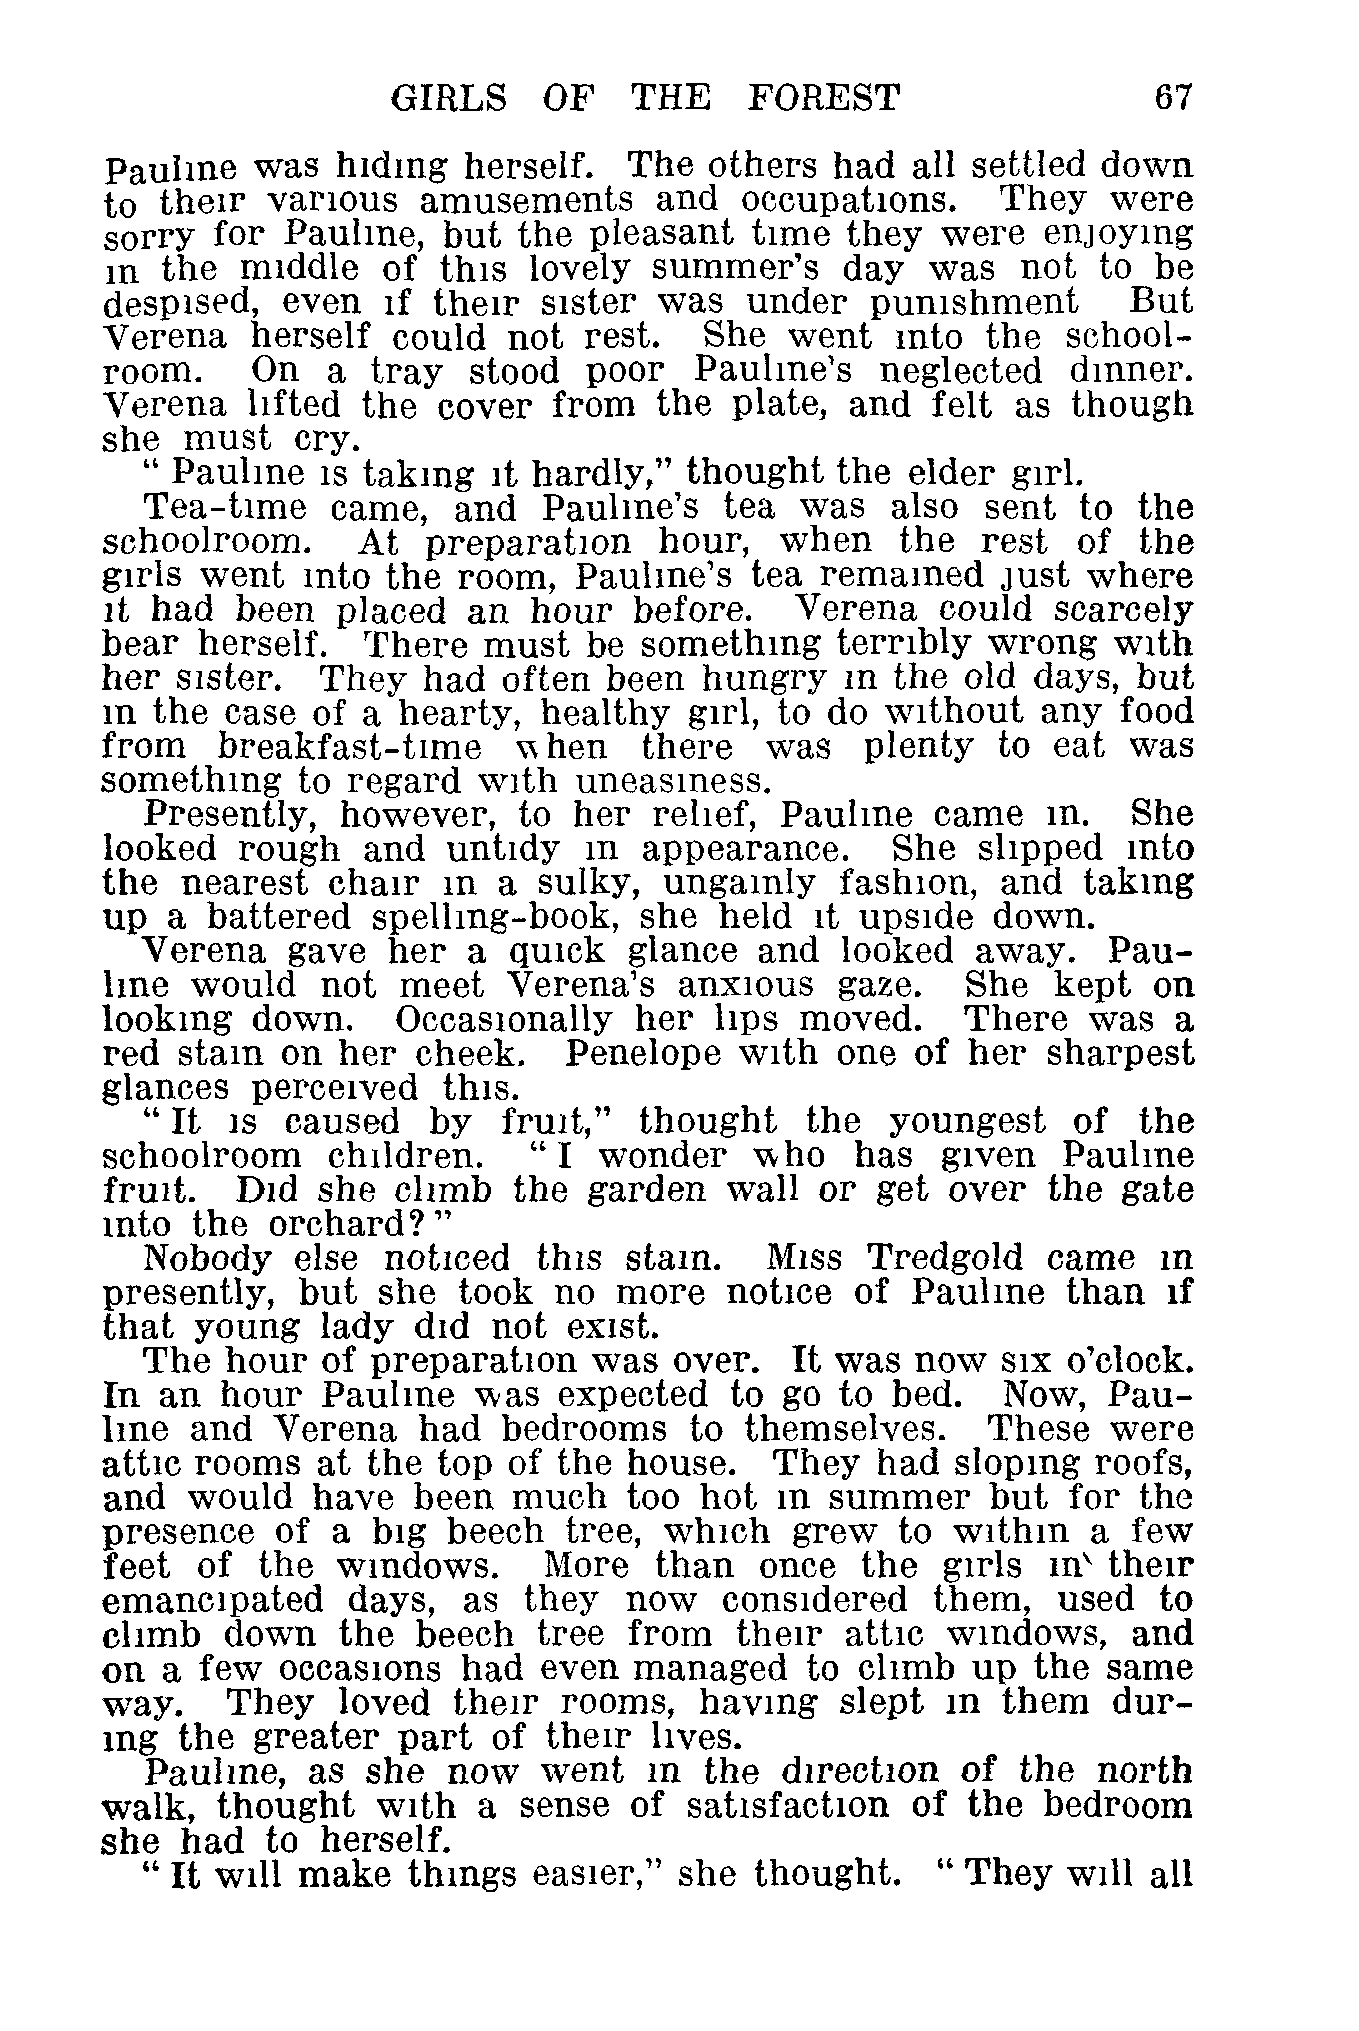 GIRLS OF THE FOREST 67
Pauline was hiding herself. The others had all settled down
to their various amusements and occupations. They were
sorry for Pauline, but the pleasant time they were enjoying
in the middle of this lovely summer's day was not to be
despised, even if their sister was under punishment But
Verena herself could not rest. She went into the school-
room. On a tray stood poor Pauline's neglected dinner.
Verena lifted the cover from the plate, and felt as though
she must cry.
" Pauline is taking it hardly," thought the elder girl.
Tea-time came, and Pauline's tea was also sent to the
schoolroom. At preparation hour, when the rest of the
girls went into the room, Pauline's tea remained just where
it had been placed an hour before. Verena could scarcely
bear herself. There must be something terribly wrong with
her sister. They had often been hungry in the old days, but
in the case of a hearty, healthy girl, to do without any food
from breakfast-time when there was plenty to eat was
something to regard with uneasiness.
Presently, however, to her relief, Pauline came in. She
looked rough and untidy in appearance. She slipped into
the nearest chair in a sulky, ungainly fashion, and taking
up a battered spelling-book, she held it upside down.
Verena gave her a quick glance and looked away. Pau-
line would not meet Verena's anxious gaze. She kept on
looking down. Occasionally her lips moved. There was a
red stain on her cheek. Penelope with one of her sharpest
glances perceived this.
" It is caused by fruit," thought the youngest of the
schoolroom children. " I wonder who has given Pauline
fruit. Did she climb the garden wall or get over the gate
into the orchard? "
Nobody else noticed this stain. Miss Tredgold came in
presently, but she took no more notice of Pauline than if
that young lady did not exist.
The hour of preparation was over. It was now six o'clock.
In an hour Pauline was expected to go to bed. Now, Pau-
line and Verena had bedrooms to themselves. These were
attic rooms at the top of the house. They had sloping roofs,
and would have been much too hot in summer but for the
presence of a big beech tree, which grew to within a few
feet of the windows. More than once the girls in their
emancipated days, as they now considered them, used to
climb down the beech tree from their attic windows, and
on a few occasions had even managed to climb up the same
way. They loved their rooms, having slept in them dur-
ing the greater part of their lives.
Pauline, as she now went in the direction of the north
walk, thought with a sense of satisfaction of the bedroom
she had to herself.
" It will make things easier," she thought. " They will all